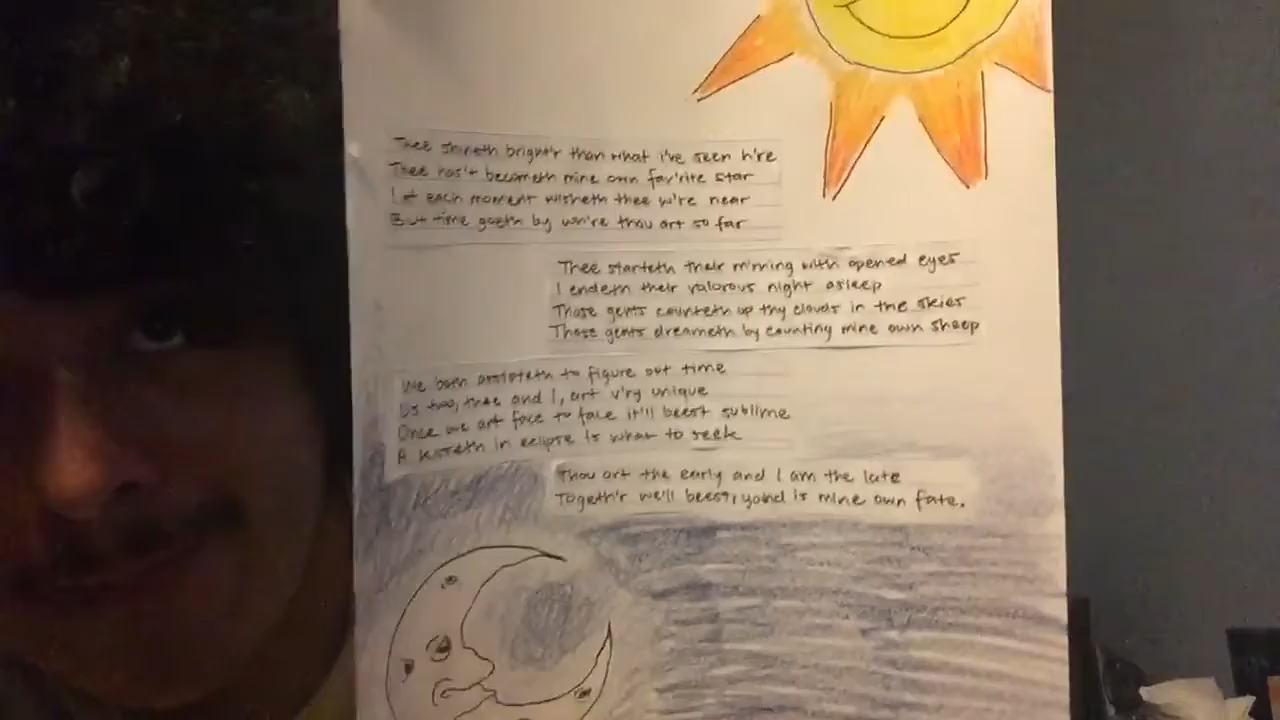 Thee shineth bright'r than what i've seen h're
Thee has't becometh mine own fav'rite star
I at each moment wisheth thee w're near
But time goeth by wh're thou art so far
Thee starteth their m'rning with opened eyes
I endeth their valorous night asleep
Those gents counteth up thy clouds in the skies
Those gents dreameth by counting mine own sheep
We both to figure out time
Us two, thee and I, art v'ry unique
Once we art face to face it'll beest sublime
A kisseth in eclipse is what to seek
Thou art the early and I am the late
Togeth'r we'll beest, yond is mine own fate.